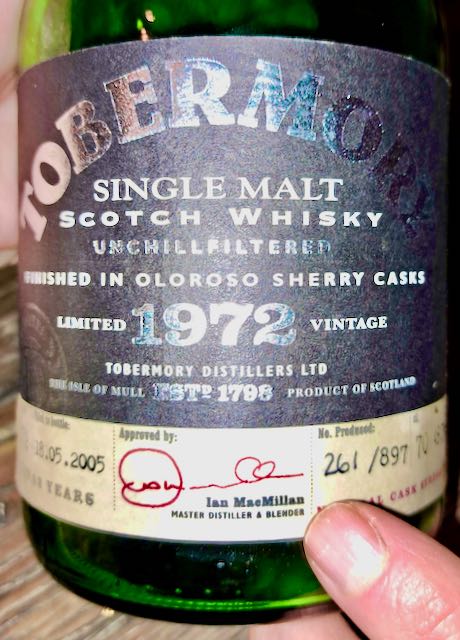 TOBERMORY
SINGLE MALT
SCOTCH WHISKY
UNCHILLFILTERED
FINISHED IN OLOROSO SHERRY CASKS
LIMITED 1972 VINTAGE
TOBERMORY DISTILLERS LTD
THE ISLE OF MULL ESTD 1798 PRODUCT OF SCOTLAND
18.05.2005
YEARS
Approved by:
Ian MacMillan
MASTER DISTILLER & BLENDER
No. Produced:
261/897
CASK